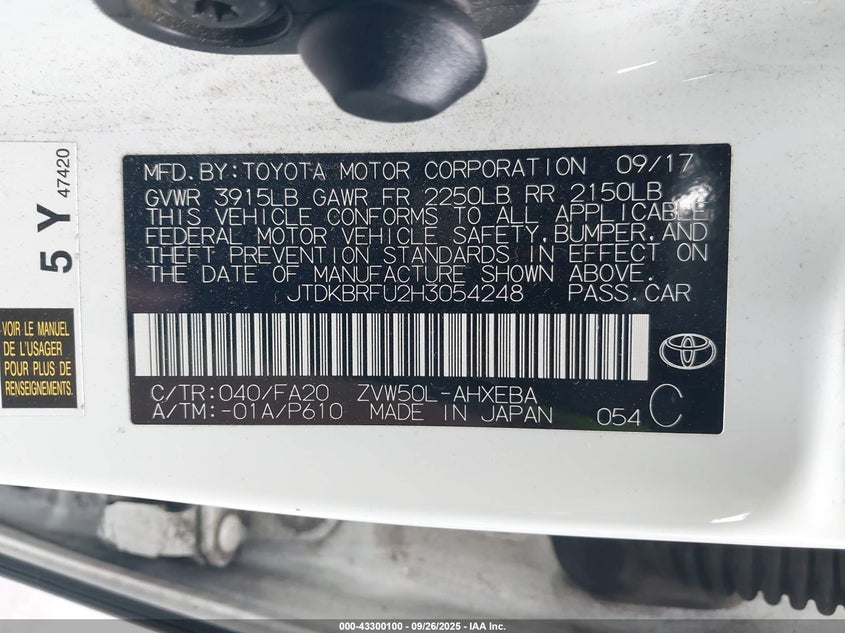 MFD.BY:TOYOTA MOTOR CORPORATION 09/17
GVWR 3915LB GAWR FR 2250LB RR 2150LB
THIS VEHICLE CONFORMS TO ALL APPLICABLE
FEDERAL MOTOR VEHICLE SAFETY,BUMPER,AND
THEFT PREVENTION STANDARDS IN EFFECT ON
THE DATE OF MANUFACTURE SHOWN ABOVE.
JTDKBRFU2H3054248 PASS.CAR
C/TR:040/FA20 ZVW50L-AHXEBA
A/TM:-01A/P610 MADE IN JAPAN 054 C
5 Y 47420
VOIR LE MANUEL
DE L'USAGER
POUR PLUS DE
RENSEIGNEMENTS.
000-43300100 - 09/26/2025 - IAA Inc.